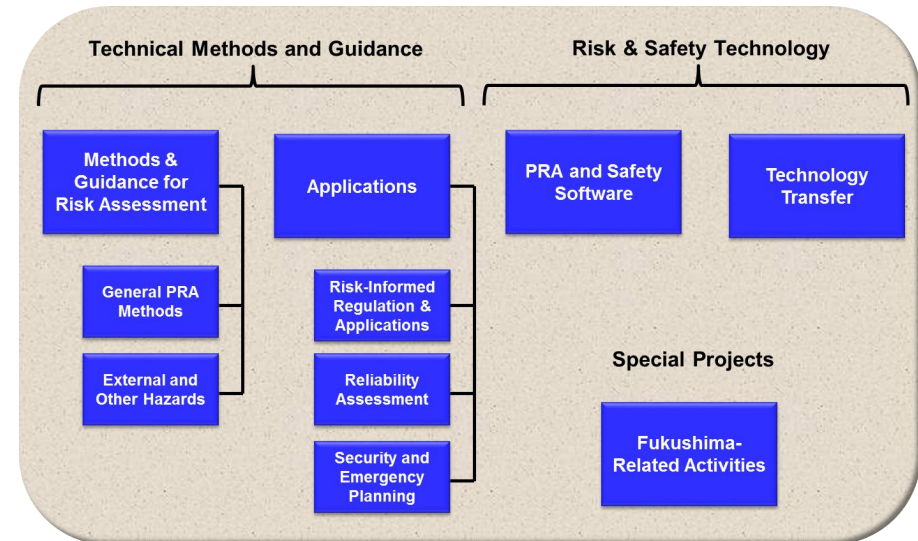 Technical Methods and Guidance
Risk & Safety Technology
Methods &
Guidance for
Risk Assessment
Applications
PRA and Safety
Software
Technology
Transfer
General PRA
Methods
Risk-Informed
Regulation &
Applications
External and
Other Hazards
Reliability
Assessment
Security and
Emergency
Planning
Special Projects
Fukushima-
Related Activities